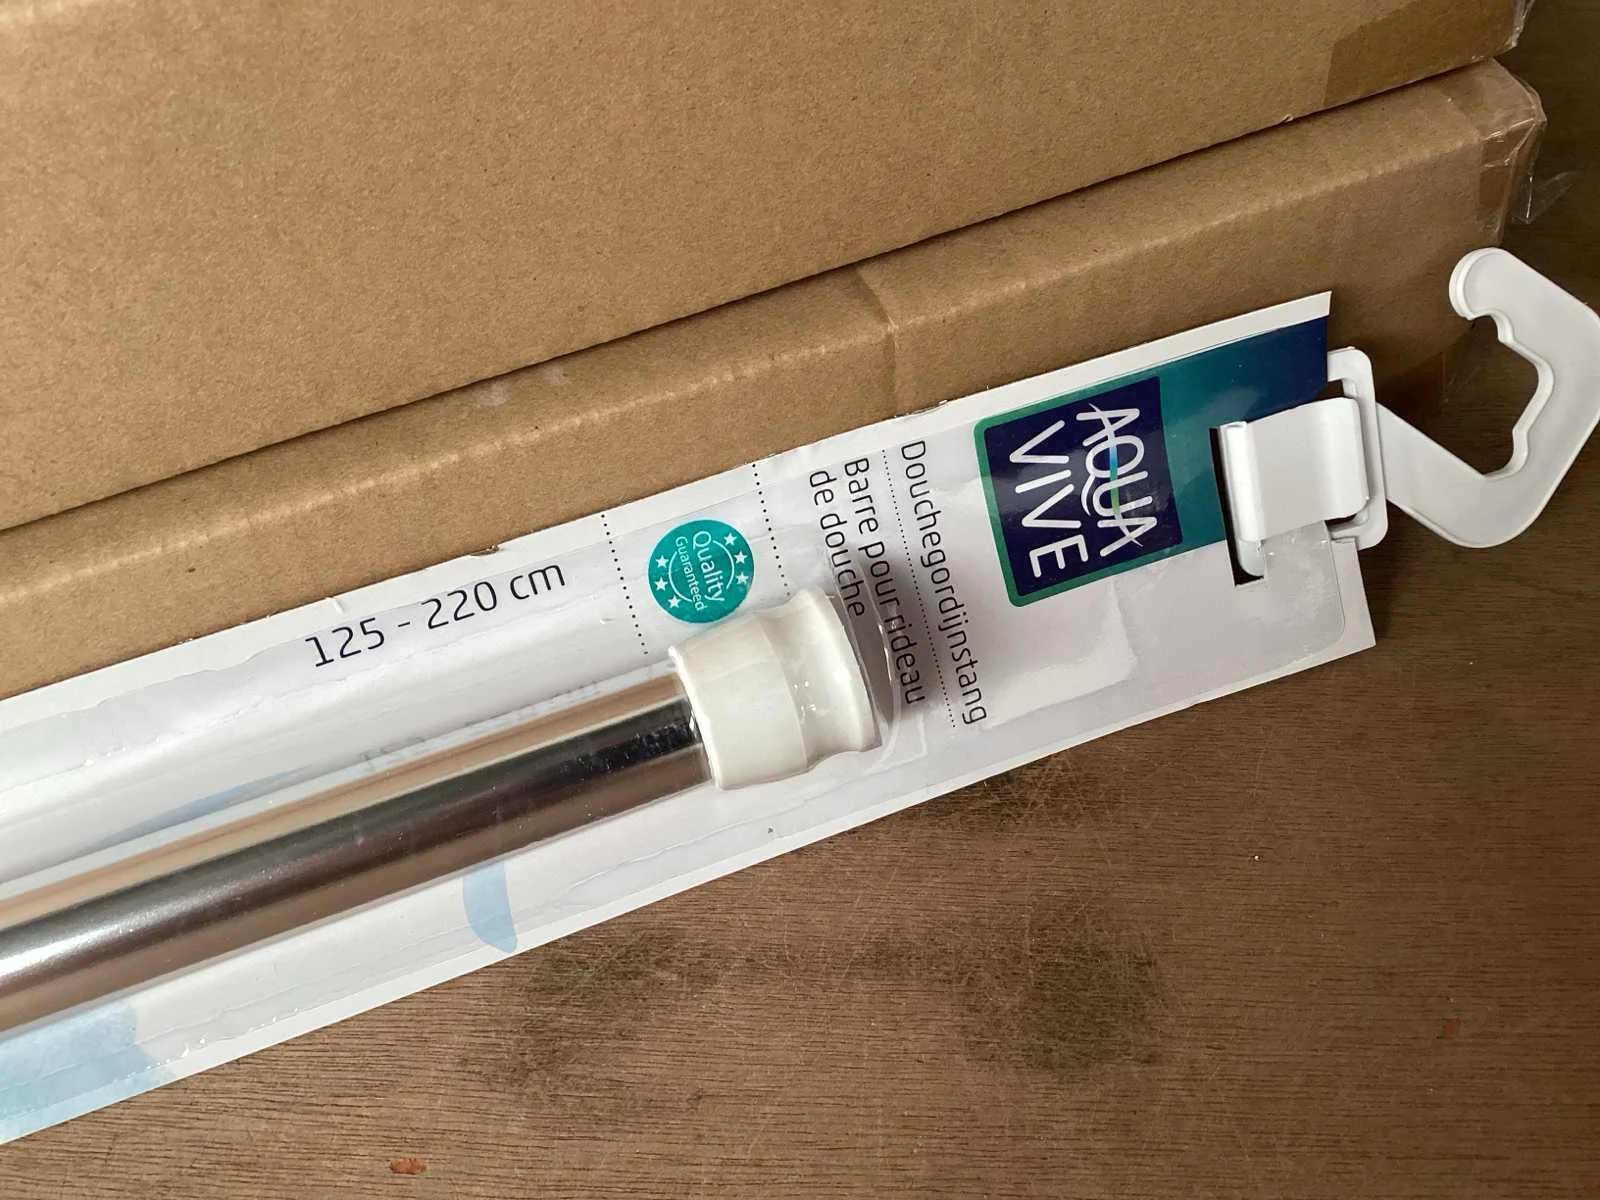 AQUA
VIVE
Douchegordijnstang
Barre pour rideau
de douche
Quality
Guaranteed
125 - 220 cm